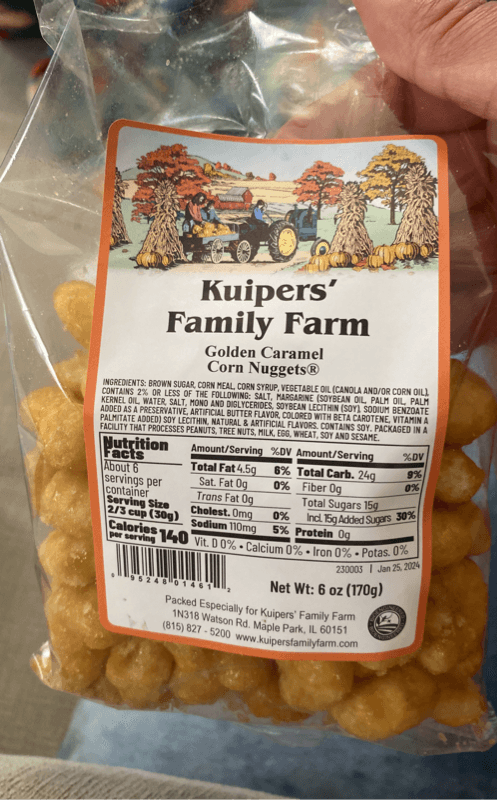 Kuipers'
Family Farm
Golden Caramel
Corn Nuggets®
INGREDIENTS: BROWN SUGAR, CORN MEAL, CORN SYRUP, VEGETABLE OIL (CANOLA AND/OR CORN OIL).
CONTAINS 2% OR LESS OF THE FOLLOWING: SALT, MARGARINE (SOYBEAN OIL, PALM OIL, PALM
KERNEL OIL, WATER, SALT, MONO AND DIGLYCERIDES, SOYBEAN LECITHIN (SOY), SODIUM BENZOATE
ADDED AS A PRESERVATIVE, ARTIFICIAL BUTTER FLAVOR, COLORED WITH BETA CAROTENE, VITAMIN A
PALMITATE ADDED) SOY LECITHIN, NATURAL & ARTIFICIAL FLAVORS. CONTAINS SOY. PACKAGED IN A
FACILITY THAT PROCESSES PEANUTS, TREE NUTS, MILK, EGG, WHEAT, SOY AND SESAME.
Nutrition
Facts
About 6
servings per
container
Serving Size
2/3 cup (30g)
Calories
per serving 140
Amount/Serving %DV
Total Fat 4.5g 6%
Sat. Fat 0g 0%
Trans Fat 0g
Cholest. 0mg 0%
Sodium 110mg 5%
Amount/Serving %DV
Total Carb. 24g 9%
Fiber 0g 0%
Total Sugars 15g
Incl. 15g Added Sugars 30%
Protein 0g
Vit. D 0% • Calcium 0% • Iron 0% • Potas. 0%
230003 | Jan 25, 2024
0 95248 01461 2
Net Wt: 6 oz (170g)
Packed Especially for Kuipers' Family Farm
1N318 Watson Rd. Maple Park, IL 60151
(815) 827 - 5200 www.kuipersfamilyfarm.com